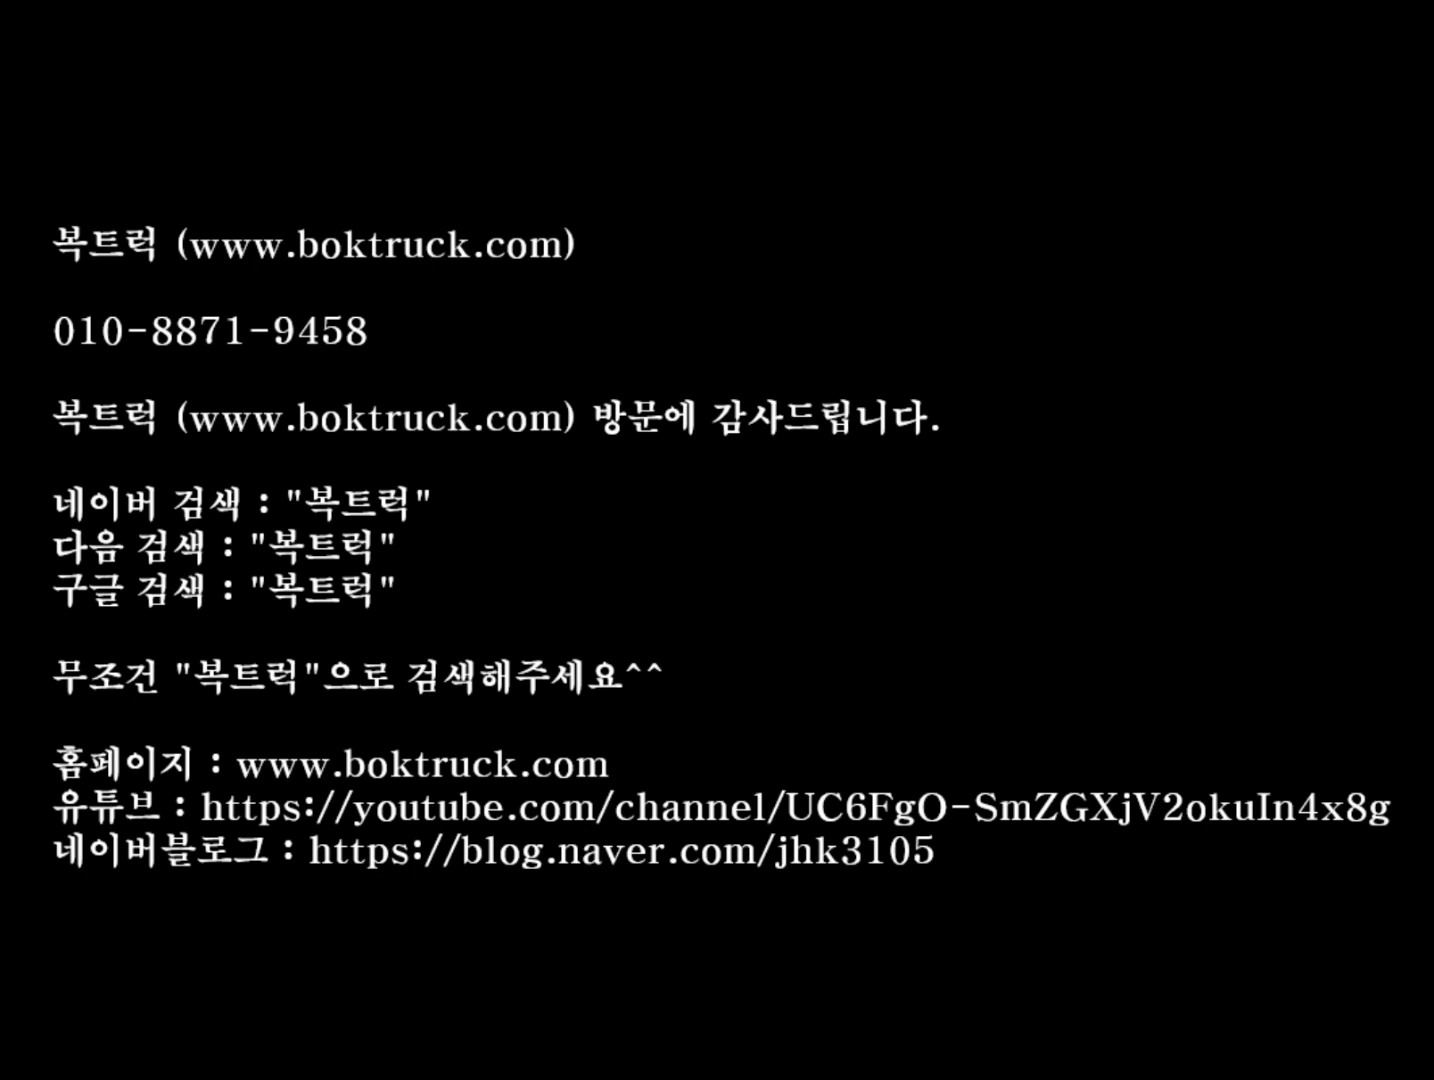 복트럭 (www.boktruck.com)
010-8871-9458
복트럭 (www.boktruck.com) 방문에 감사드립니다.
네이버 검색 : "복트럭"
다음 검색 : "복트럭"
구글 검색 : "복트럭"
무조건 "복트럭"으로 검색해주세요^^
홈페이지 : www.boktruck.com
유튜브 : https://youtube.com/channel/UC6FgO-SmZGXjV2okuIn4x8g
네이버블로그 : https://blog.naver.com/jhk3105